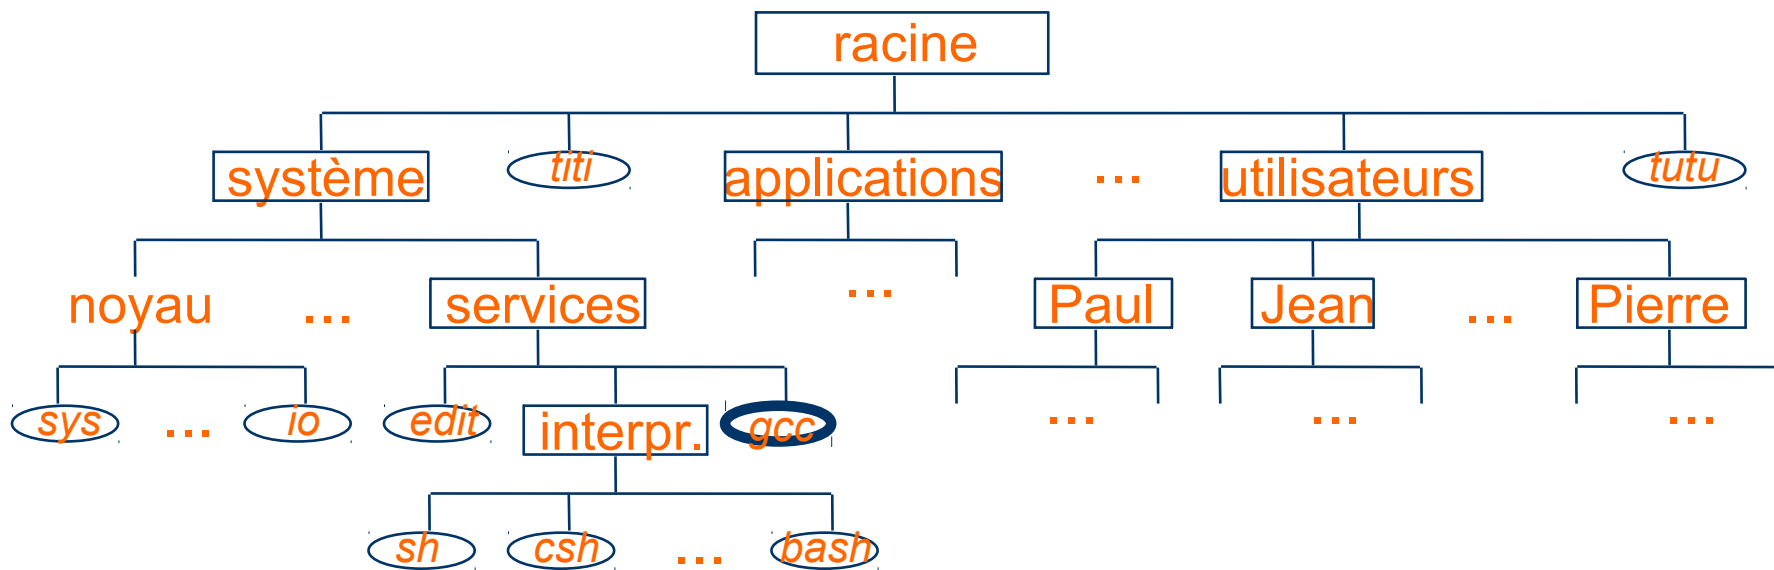 racine
système titi applications ... utilisateurs tutu
noyau ... services ... Paul Jean ... Pierre
sys ... io edit interpr. gcc ... ... ...
sh csh ... bash